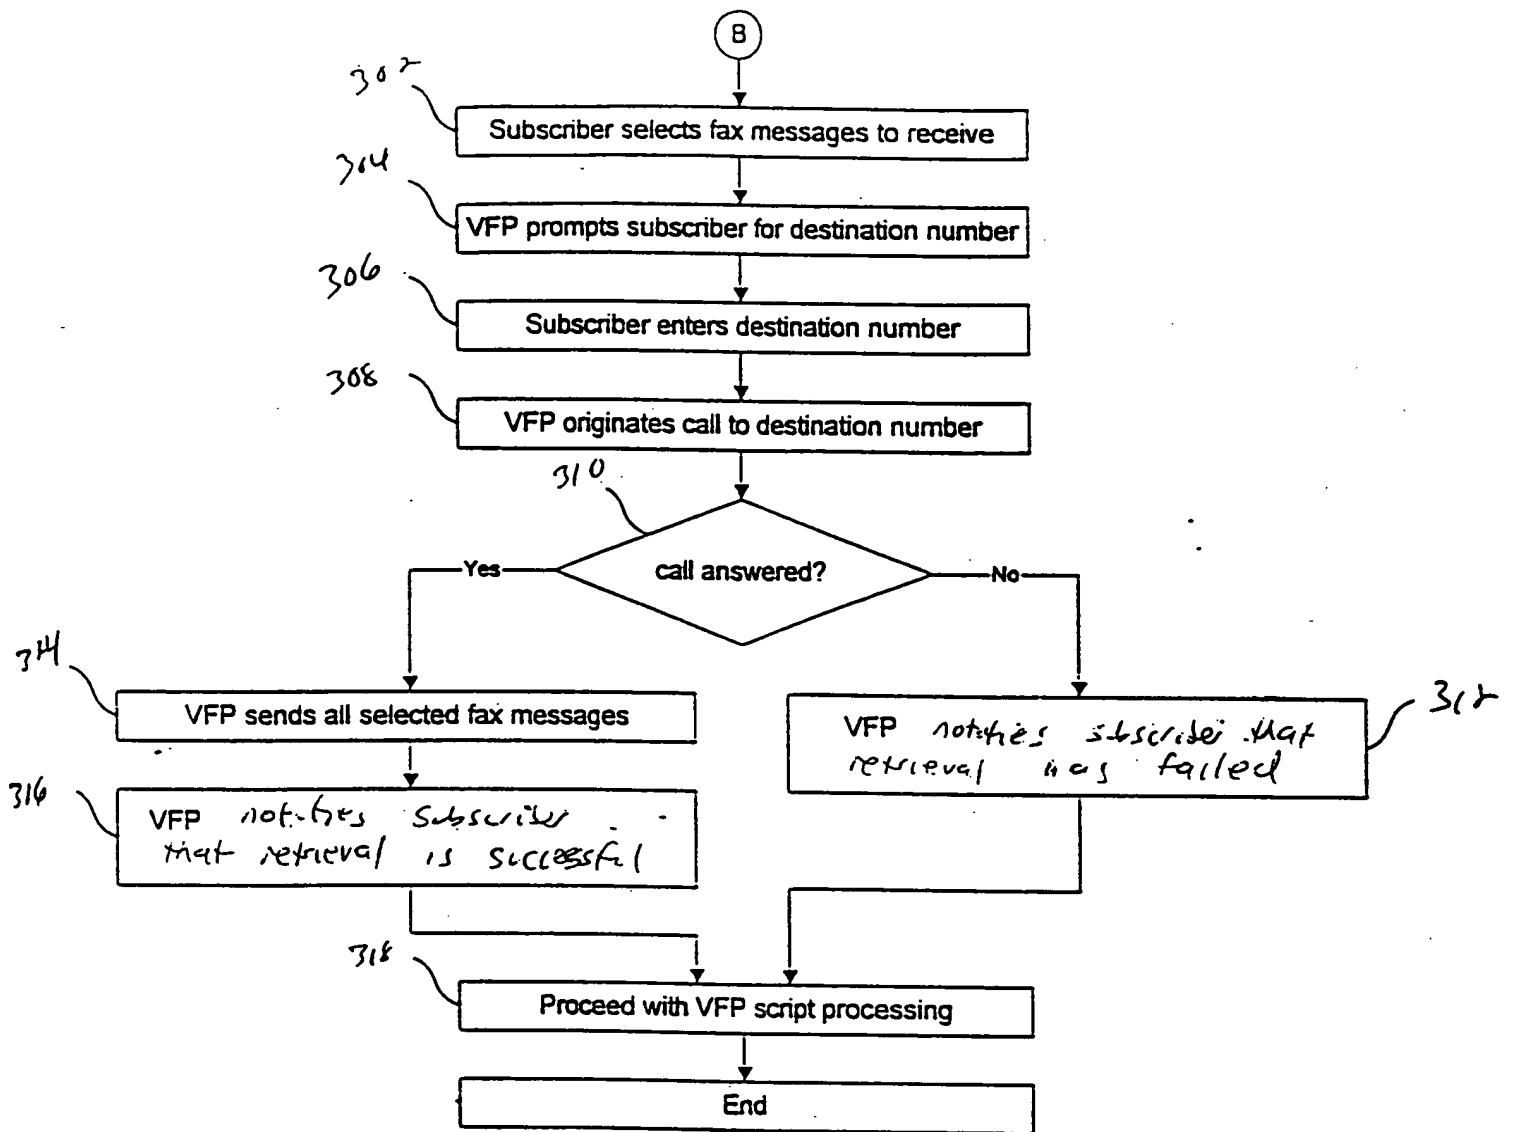 B
302
Subscriber selects fax messages to receive
304
VFP prompts subscriber for destination number
306
Subscriber enters destination number
308
VFP originates call to destination number
310
call answered?
Yes
No
314
VFP sends all selected fax messages
312
VFP notifies subscriber that
retrieval has failed
316
VFP notifies subscriber
that retrieval is successful
318
Proceed with VFP script processing
End